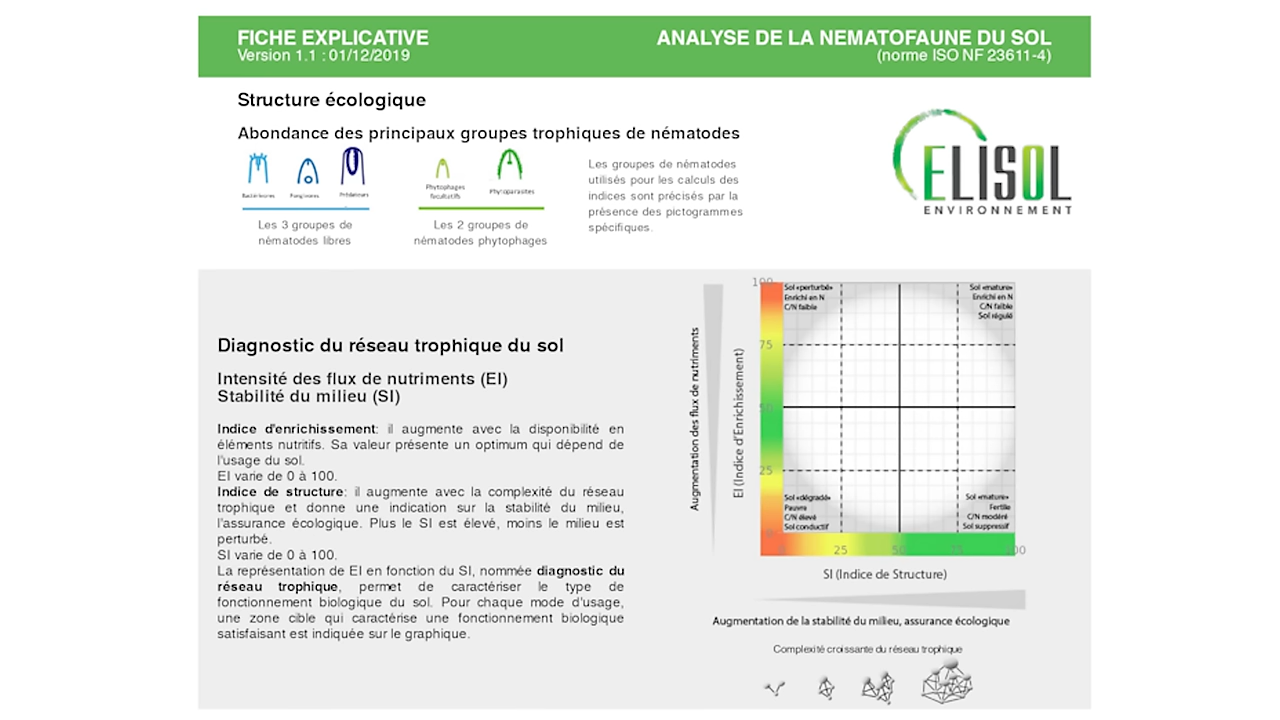 FICHE EXPLICATIVE
Version 1.1 : 01/12/2019
ANALYSE DE LA NEMATOFAUNE DU SOL
(norme ISO NF 23611-4)
Structure écologique
Abondance des principaux groupes trophiques de nématodes
Bactérivores
Fongivores
Prédateurs
Les 3 groupes de
nématodes libres
Phytophages
facultatifs
Phytoparasites
Les 2 groupes de
nématodes phytophages
Les groupes de nématodes
utilisés pour les calculs des
indices sont précisés par la
présence des pictogrammes
spécifiques.
ELISOL
ENVIRONNEMENT
Diagnostic du réseau trophique du sol
Intensité des flux de nutriments (EI)
Stabilité du milieu (SI)
Indice d'enrichissement: il augmente avec la disponibilité en
éléments nutritifs. Sa valeur présente un optimum qui dépend de
l'usage du sol.
EI varie de 0 à 100.
Indice de structure: il augmente avec la complexité du réseau
trophique et donne une indication sur la stabilité du milieu,
l'assurance écologique. Plus le SI est élevé, moins le milieu est
perturbé.
SI varie de 0 à 100.
La représentation de EI en fonction du SI, nommée diagnostic du
réseau trophique, permet de caractériser le type de
fonctionnement biologique du sol. Pour chaque mode d'usage,
une zone cible qui caractérise une fonctionnement biologique
satisfaisant est indiquée sur le graphique.
Augmentation des flux de nutriments
EI (Indice d'Enrichissement)
100
75
50
25
0
Sol «perturbé»
Enrichi en N
C/N faible
Sol «mature»
Enrichi en N
C/N faible
Sol régulé
Sol «dégradé»
Pauvre
C/N élevé
Sol conductif
Sol «mature»
Fertile
C/N modéré
Sol suppressif
0 25 50 75 100
SI (Indice de Structure)
Augmentation de la stabilité du milieu, assurance écologique
Complexité croissante du réseau trophique